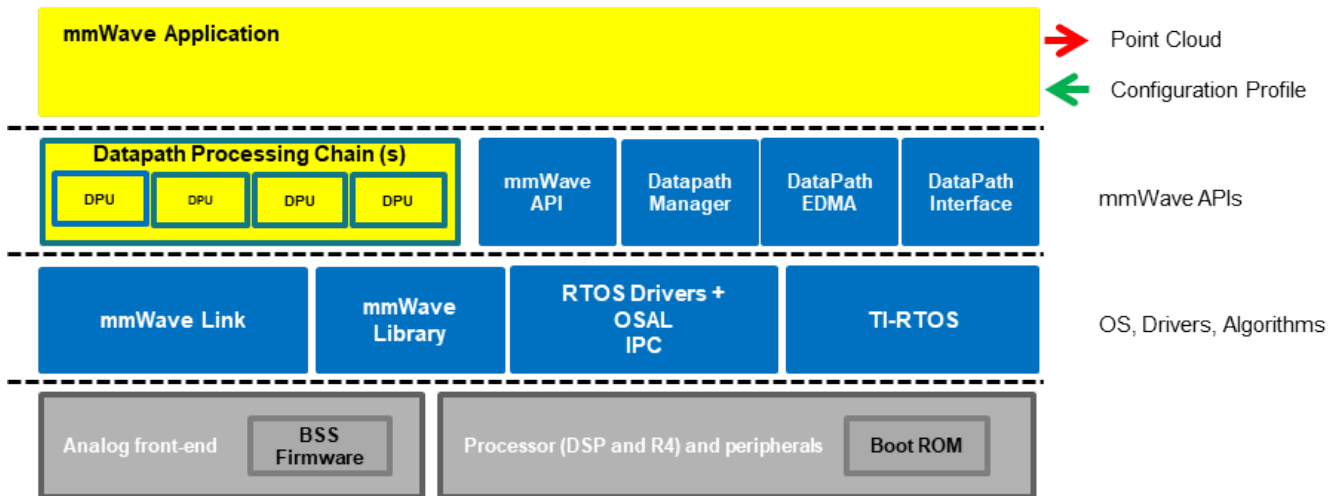 mmWave Application
Point Cloud
Configuration Profile
Datapath Processing Chain (s)
DPU
DPU
DPU
DPU
mmWave
API
Datapath
Manager
DataPath
EDMA
DataPath
Interface
mmWave APIs
mmWave Link
mmWave
Library
RTOS Drivers +
OSAL
IPC
TI-RTOS
OS, Drivers, Algorithms
Analog front-end
BSS
Firmware
Processor (DSP and R4) and peripherals
Boot ROM